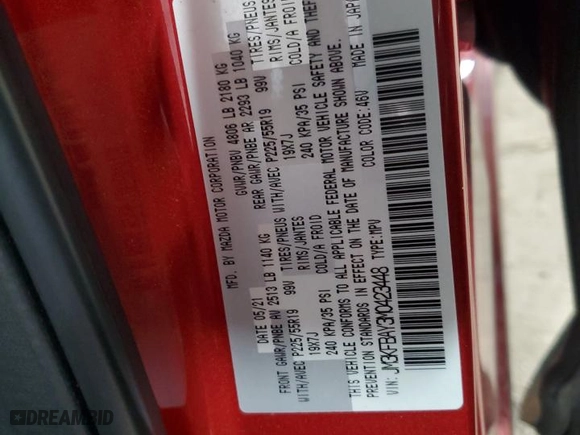 MFD. BY MAZDA MOTOR CORPORATION
DATE 05/21 GVWR/PNBV 4806 LB 2180 KG
FRONT GAWR/PNBE AV 2513 LB 1140 KG REAR GAWR/PNBE AR 2293 LB 1040 KG
WITH/AVEC P225/55R19 99V TIRES/PNEUS WITH/AVEC P225/55R19 99V TIRES/PNEUS
19X7J RIMS/JANTES 19X7J RIMS/JANTES
240 KPA/35 PSI COLD/A FROID 240 KPA/35 PSI COLD/A FROID
THIS VEHICLE CONFORMS TO ALL APPLICABLE FEDERAL MOTOR VEHICLE SAFETY AND THEF
PREVENTION STANDARDS IN EFFECT ON THE DATE OF MANUFACTURE SHOWN ABOVE.
VIN: JM3KFBAY3N0423448 TYPE:MPV COLOR CODE:46V MADE IN JAPA
© DREAMBID